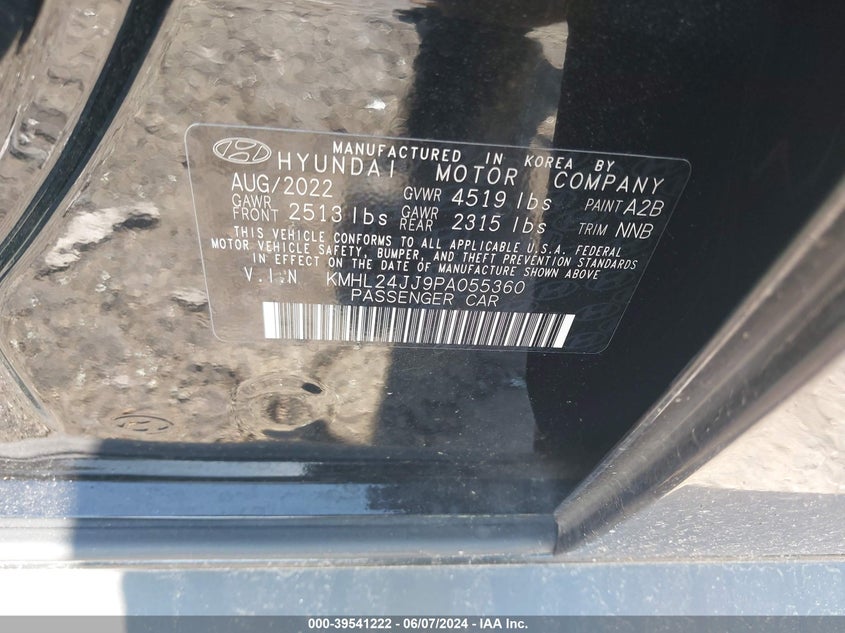 MANUFACTURED IN KOREA BY
HYUNDAI MOTOR COMPANY
AUG/2022 GVWR 4519 lbs PAINT A2B
GAWR FRONT 2513 lbs GAWR REAR 2315 lbs TRIM NNB
THIS VEHICLE CONFORMS TO ALL APPLICABLE U.S.A. FEDERAL
MOTOR VEHICLE SAFETY, BUMPER, AND THEFT PREVENTION STANDARDS
IN EFFECT ON THE DATE OF MANUFACTURE SHOWN ABOVE
V.I.N KMHL24JJ9PA055360
PASSENGER CAR
000-39541222 - 06/07/2024 - IAA Inc.